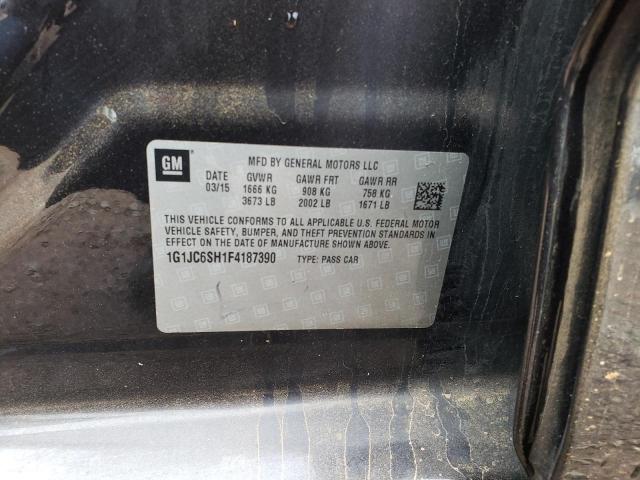 GM
MFD BY GENERAL MOTORS LLC
DATE GVWR GAWR FRT GAWR RR
03/15 1666 KG 908 KG 758 KG
3673 LB 2002 LB 1671 LB
THIS VEHICLE CONFORMS TO ALL APPLICABLE U.S. FEDERAL MOTOR
VEHICLE SAFETY, BUMPER, AND THEFT PREVENTION STANDARDS
IN EFFECT ON THE DATE OF MANUFACTURE SHOWN ABOVE.
1G1JC6SH1F4187390 TYPE: PASS CAR